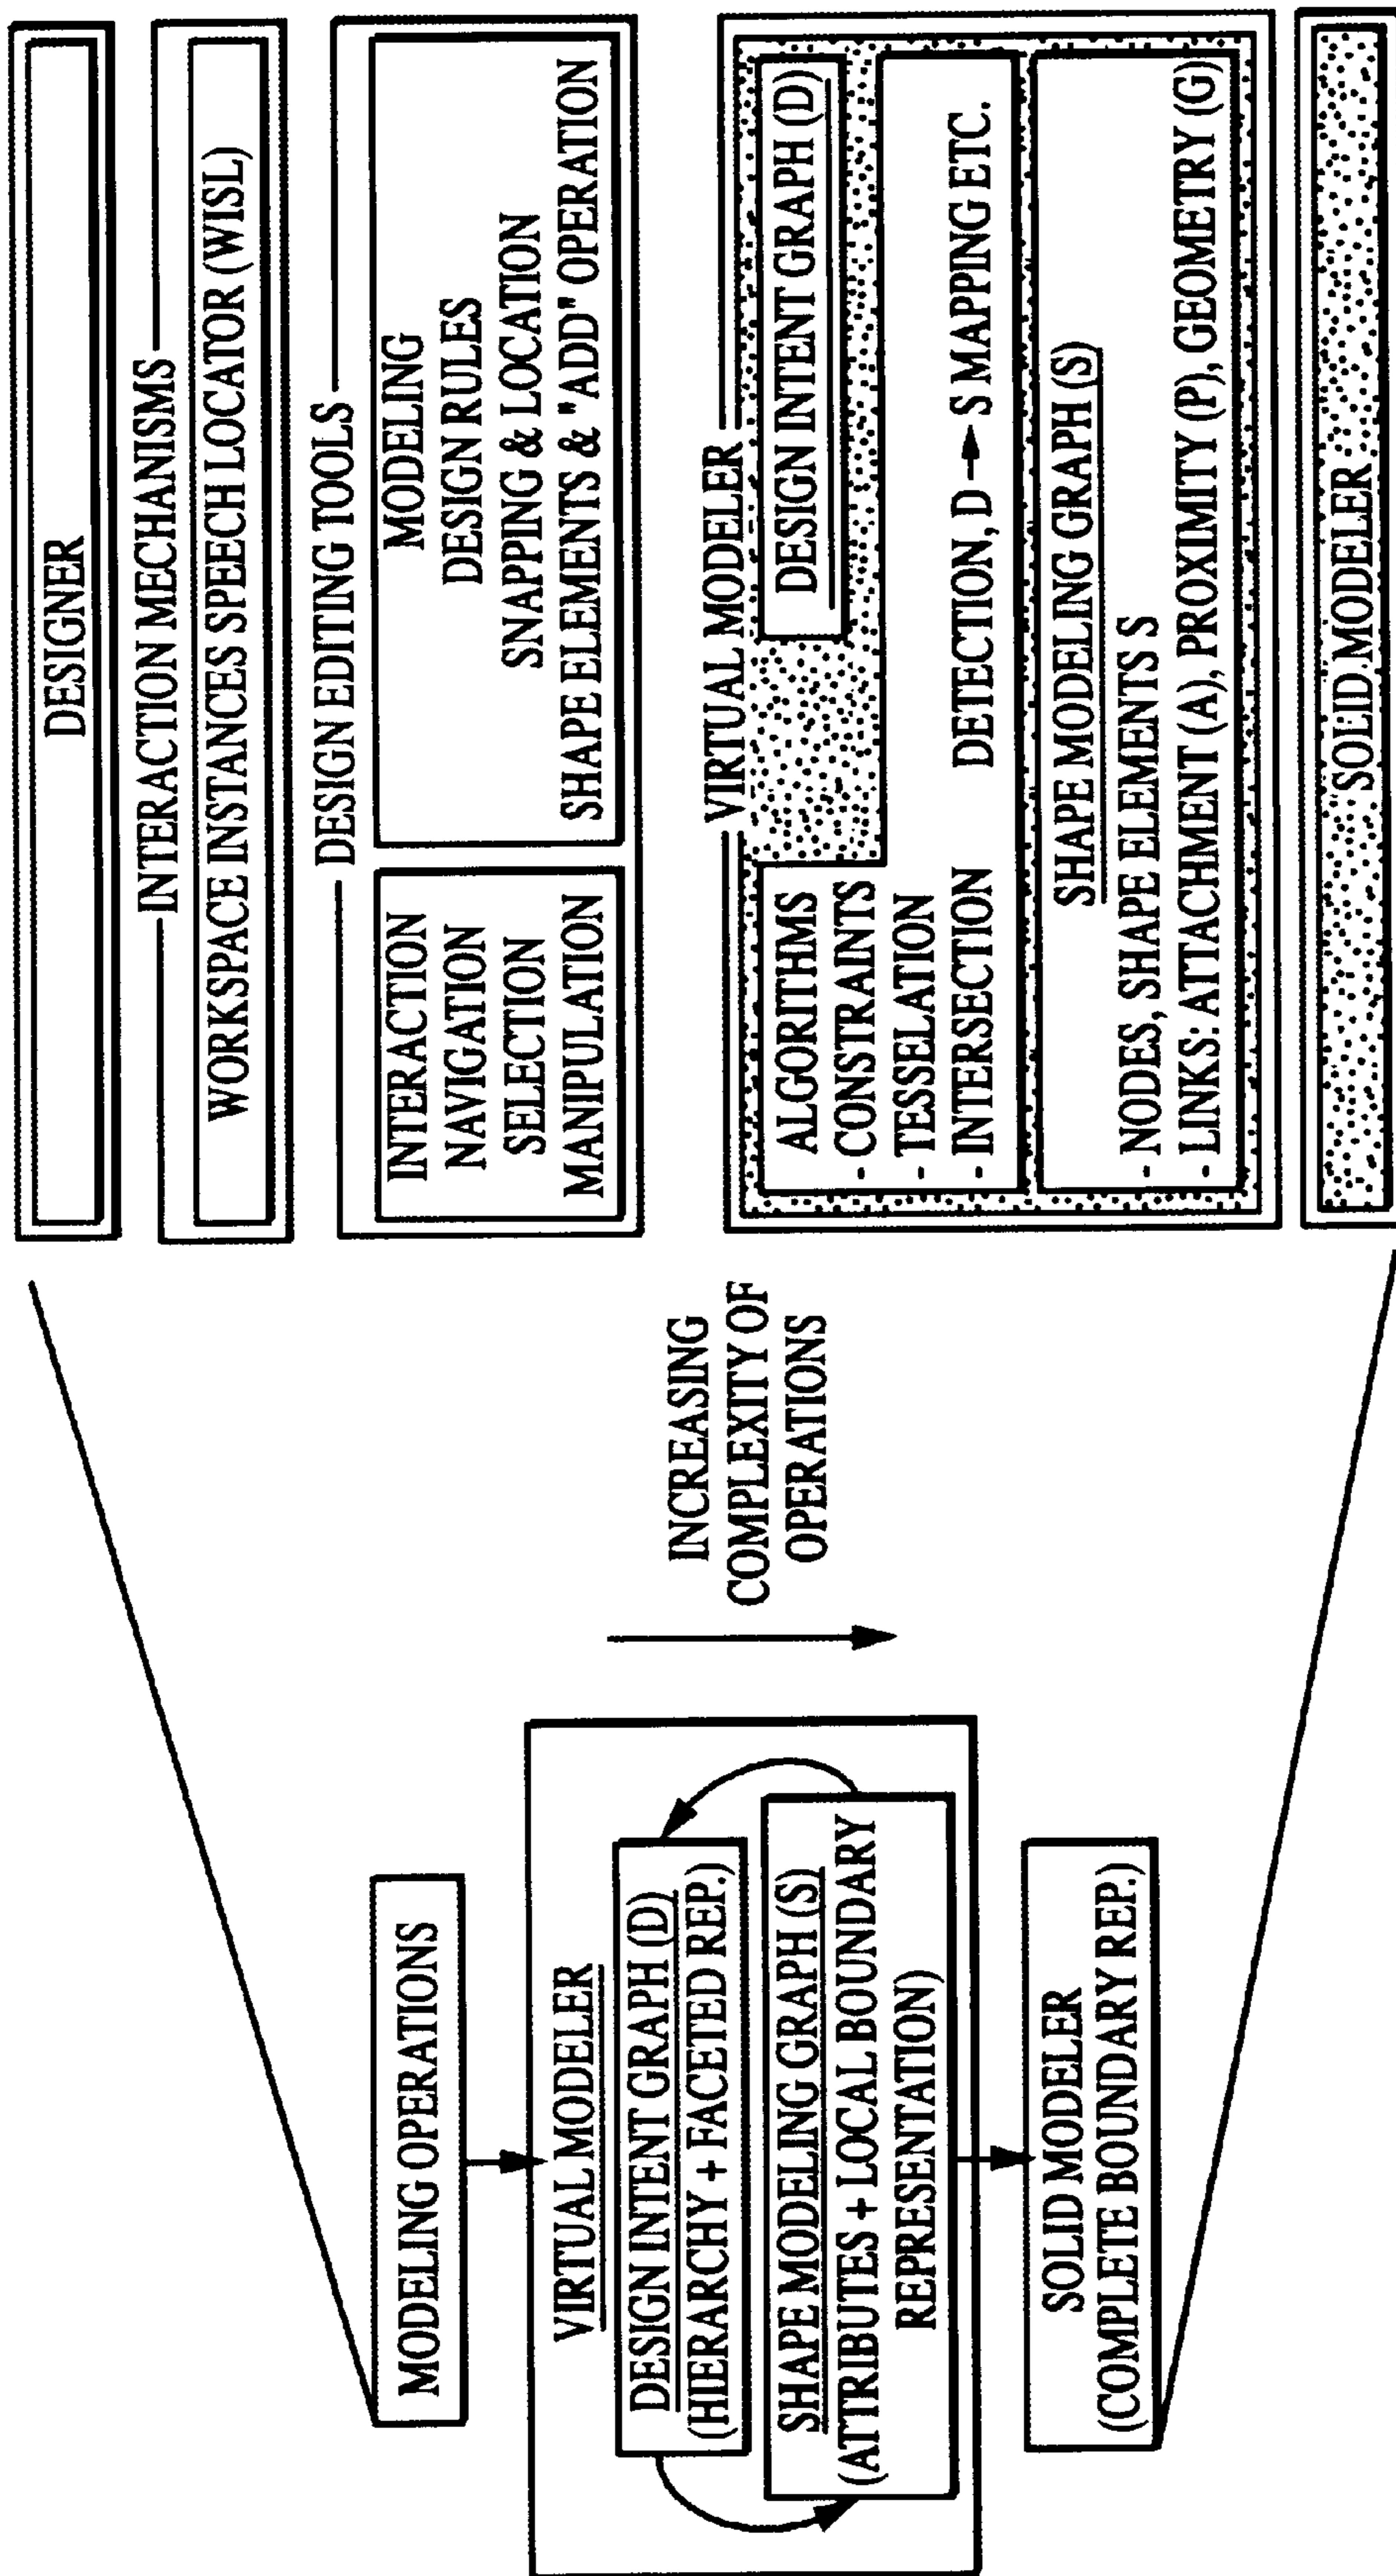 MODELING OPERATIONS
VIRTUAL MODELER
DESIGN INTENT GRAPH (D)
(HIERARCHY + FACETED REP.)
SHAPE MODELING GRAPH (S)
(ATTRIBUTES + LOCAL BOUNDARY
REPRESENTATION)
SOLID MODELER
(COMPLETE BOUNDARY REP.)
INCREASING
COMPLEXITY OF
OPERATIONS
DESIGNER
INTERACTION MECHANISMS
WORKSPACE INSTANCES SPEECH LOCATOR (WISL)
DESIGN EDITING TOOLS
INTERACTION
NAVIGATION
SELECTION
MANIPULATION
MODELING
DESIGN RULES
SNAPPING & LOCATION
SHAPE ELEMENTS & "ADD" OPERATION
VIRTUAL MODELER
DESIGN INTENT GRAPH (D)
ALGORITHMS
- CONSTRAINTS
- TESSELATION
- INTERSECTION DETECTION, D → S MAPPING ETC.
SHAPE MODELING GRAPH (S)
- NODES, SHAPE ELEMENTS S
- LINKS: ATTACHMENT (A), PROXIMITY (P), GEOMETRY (G)
SOLID MODELER